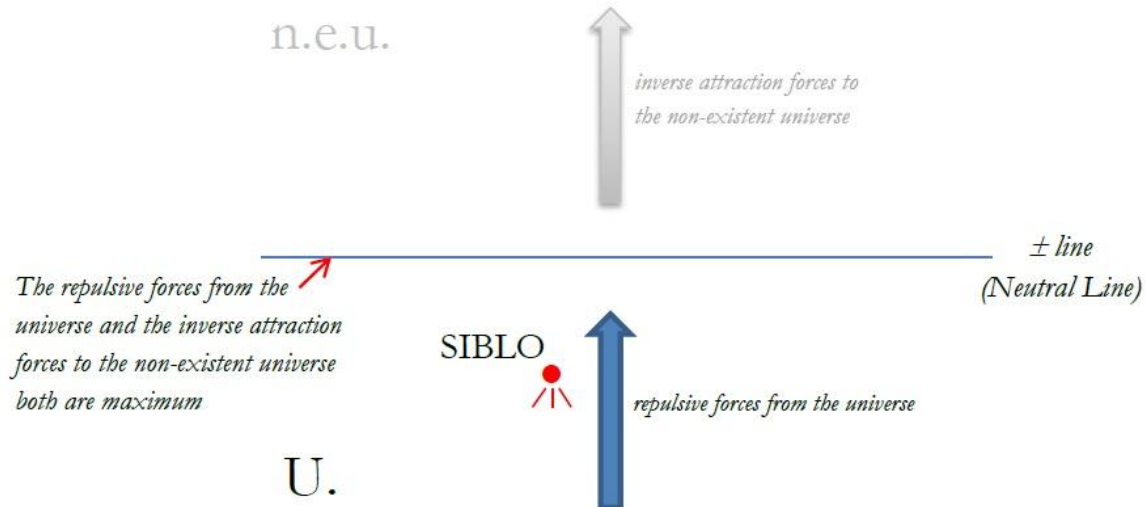 n.e.u.
inverse attraction forces to
the non-existent universe
± line
(Neutral Line)
The repulsive forces from the
universe and the inverse attraction
forces to the non-existent universe
both are maximum
SIBLO
repulsive forces from the universe
U.